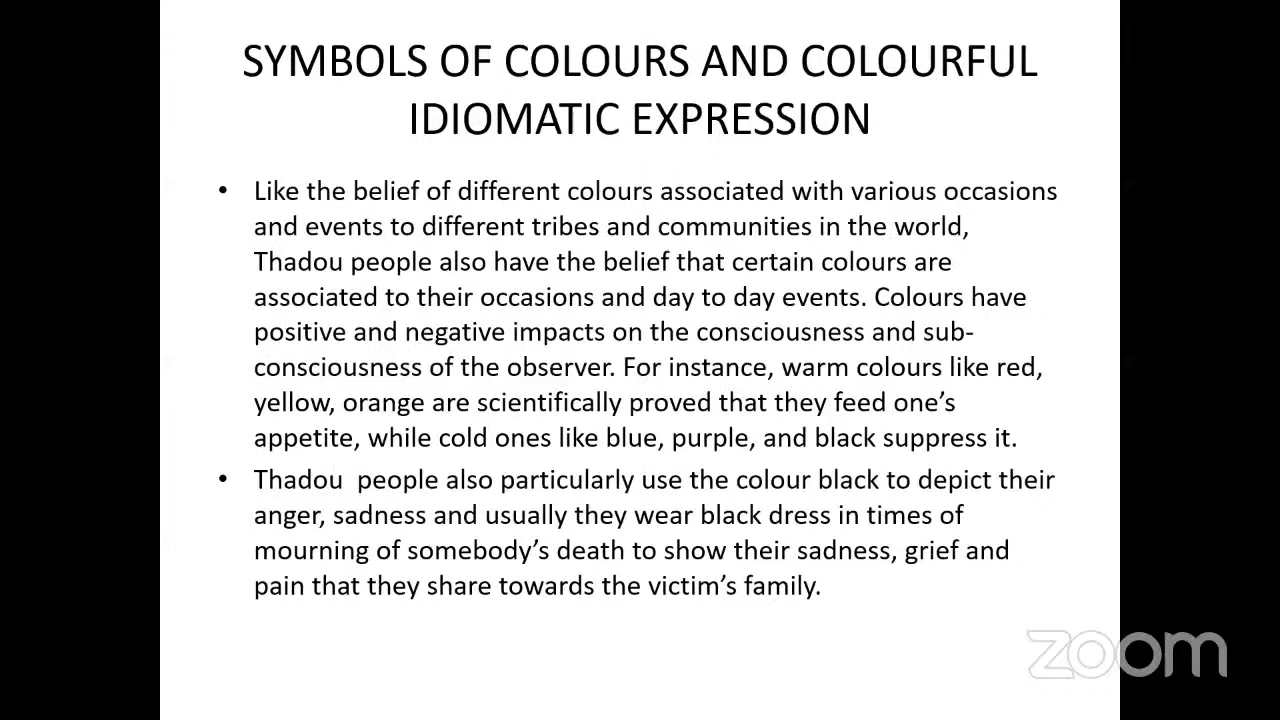 SYMBOLS OF COLOURS AND COLOURFUL
IDIOMATIC EXPRESSION
• Like the belief of different colours associated with various occasions
and events to different tribes and communities in the world,
Thadou people also have the belief that certain colours are
associated to their occasions and day to day events. Colours have
positive and negative impacts on the consciousness and sub-
consciousness of the observer. For instance, warm colours like red,
yellow, orange are scientifically proved that they feed one’s
appetite, while cold ones like blue, purple, and black suppress it.
• Thadou  people also particularly use the colour black to depict their
anger, sadness and usually they wear black dress in times of
mourning of somebody’s death to show their sadness, grief and
pain that they share towards the victim’s family.
zoom